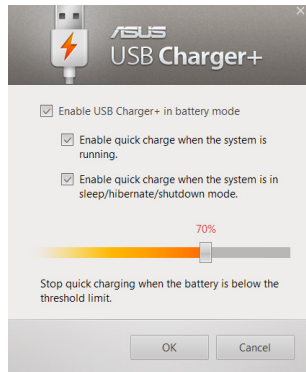 ASUS
USB Charger+
Enable USB Charger+ in battery mode
Enable quick charge when the system is
running.
Enable quick charge when the system is in
sleep/hibernate/shutdown mode.
70%
Stop quick charging when the battery is below the
threshold limit.
OK Cancel